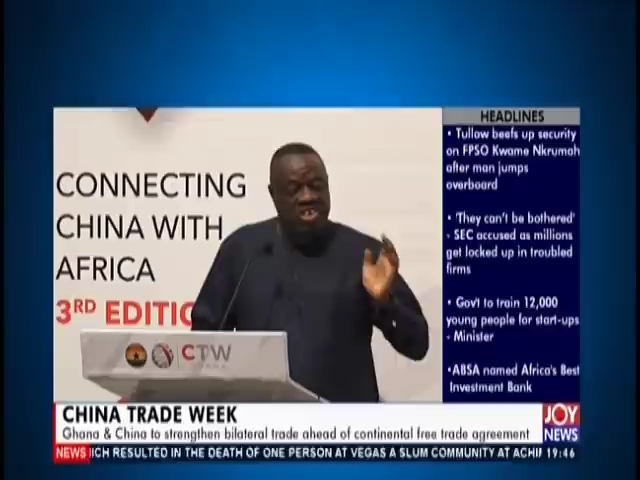 CONNECTING
CHINA WITH
AFRICA
3RD EDITIO
CTW
HEADLINES
• Tullow beefs up security
on FPSO Kwame Nkrumah
after man jumps
overboard
• 'They can't be bothered'
- SEC accused as millions
get locked up in troubled
firms
• Gov't to train 12,000
young people for start-ups
- Minister
•ABSA named Africa's Best
Investment Bank
CHINA TRADE WEEK
Ghana & China to strengthen bilateral trade ahead of continental free trade agreement
JOY
NEWS
NEWS ICH RESULTED IN THE DEATH OF ONE PERSON AT VEGAS A SLUM COMMUNITY AT ACHI 19:46